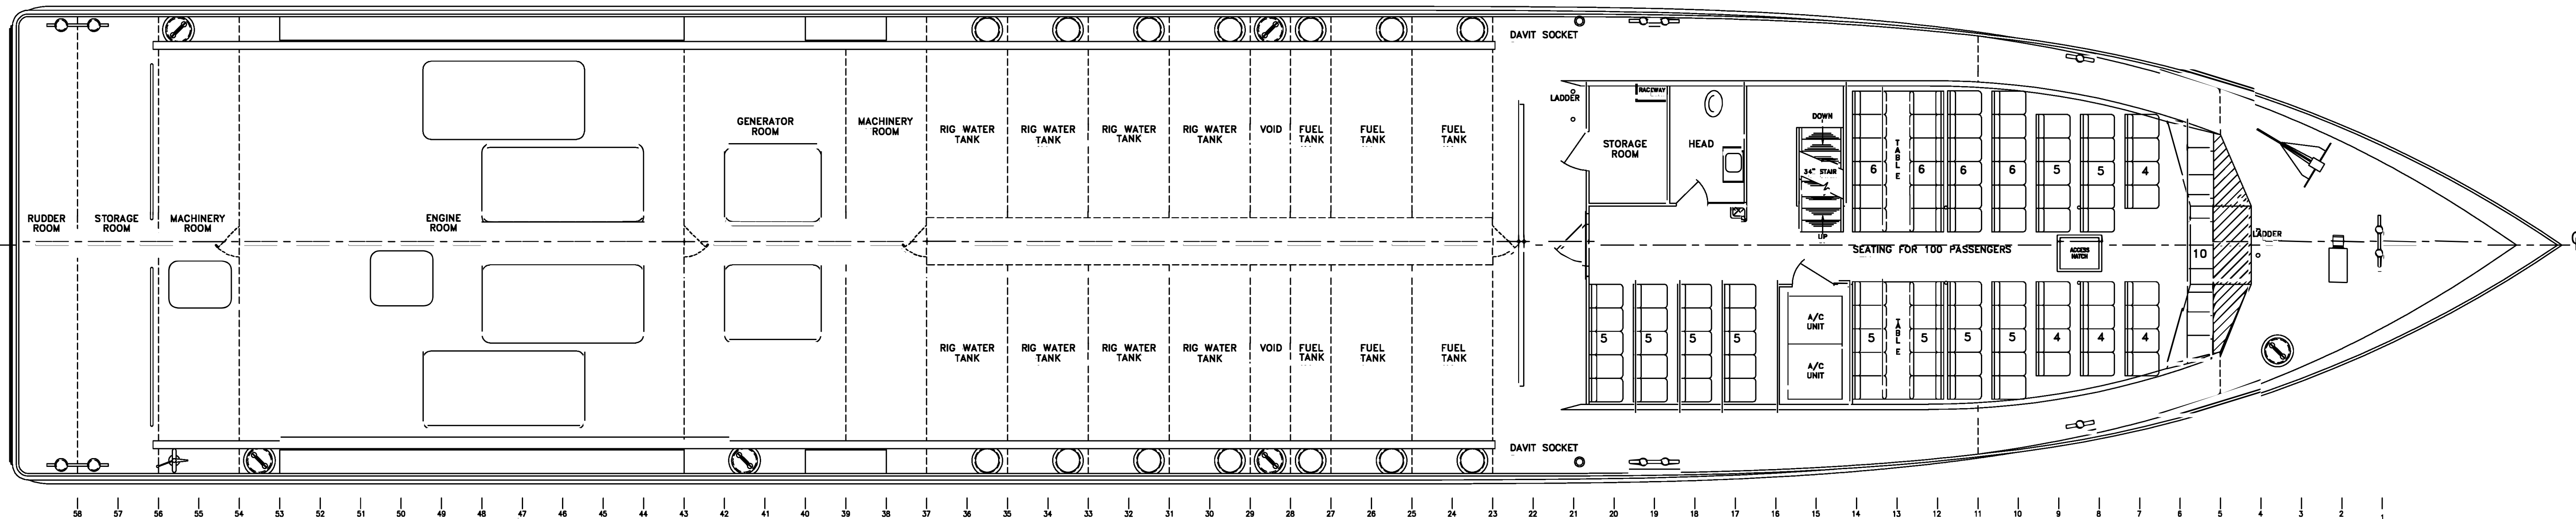 DAVIT SOCKET
RACEWAY
LADDER
DOWN
GENERATOR
ROOM
MACHINERY
ROOM
RIG WATER
TANK
RIG WATER
TANK
RIG WATER
TANK
RIG WATER
TANK
VOID
FUEL
TANK
FUEL
TANK
FUEL
TANK
STORAGE
ROOM
HEAD
34" STAIR
UP
TABLE
6 6 6 6 5 5 4
RUDDER
ROOM
STORAGE
ROOM
MACHINERY
ROOM
ENGINE
ROOM
SEATING FOR 100 PASSENGERS
ACCESS
HATCH
10
LADDER
RIG WATER
TANK
RIG WATER
TANK
RIG WATER
TANK
RIG WATER
TANK
VOID
FUEL
TANK
FUEL
TANK
FUEL
TANK
5 5 5 5
A/C
UNIT
A/C
UNIT
TABLE
5 5 5 5 4 4 4
DAVIT SOCKET
58 57 56 55 54 53 52 51 50 49 48 47 46 45 44 43 42 41 40 39 38 37 36 35 34 33 32 31 30 29 28 27 26 25 24 23 22 21 20 19 18 17 16 15 14 13 12 11 10 9 8 7 6 5 4 3 2 1